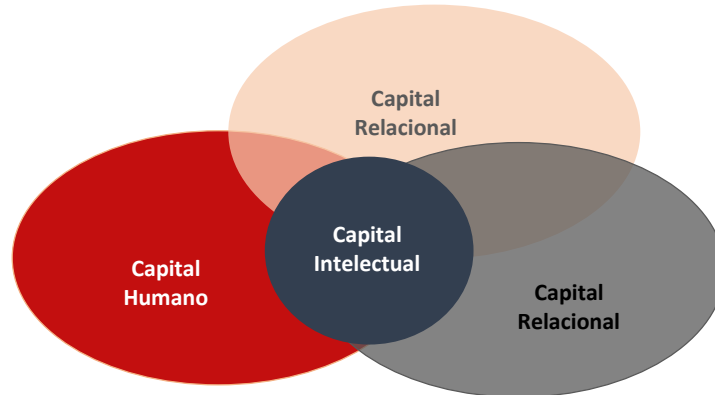 Capital
Relacional
Capital
Intelectual
Capital
Humano
Capital
Relacional